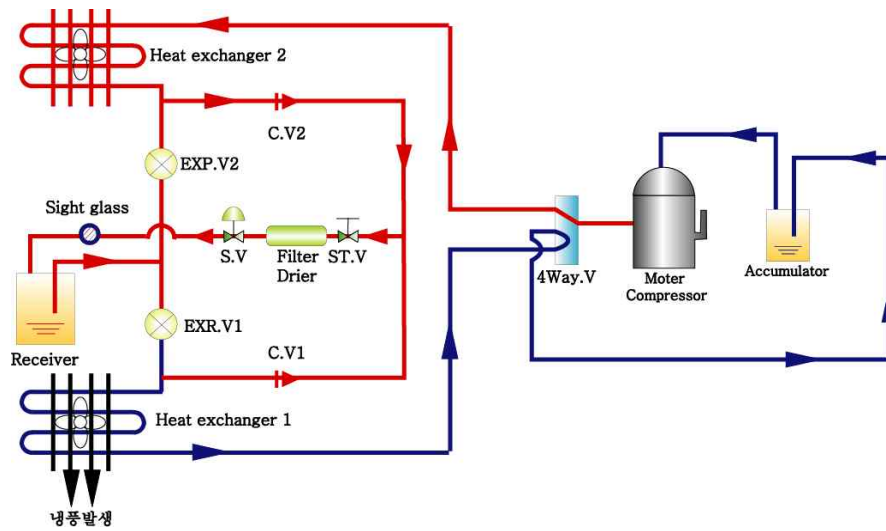 Heat exchanger 2
C.V2
EXP.V2
Sight glass
S.V
Filter
Drier
ST.V
4Way.V
Moter
Compressor
Accumulator
Receiver
EXR.V1
C.V1
Heat exchanger 1
냉풍발생